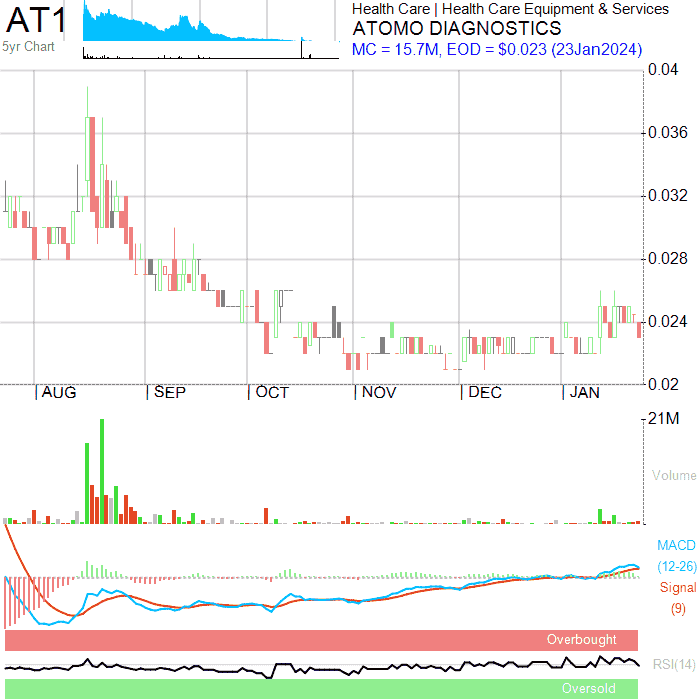 AT1
5yr Chart
Health Care | Health Care Equipment & Services
ATOMO DIAGNOSTICS
MC = 15.7M, EOD = $0.023 (23Jan2024)
0.04
0.036
0.032
0.028
0.024
0.02
AUG SEP OCT NOV DEC JAN
21M
Volume
MACD
(12-26)
Signal
(9)
Overbought
RSI(14)
Oversold